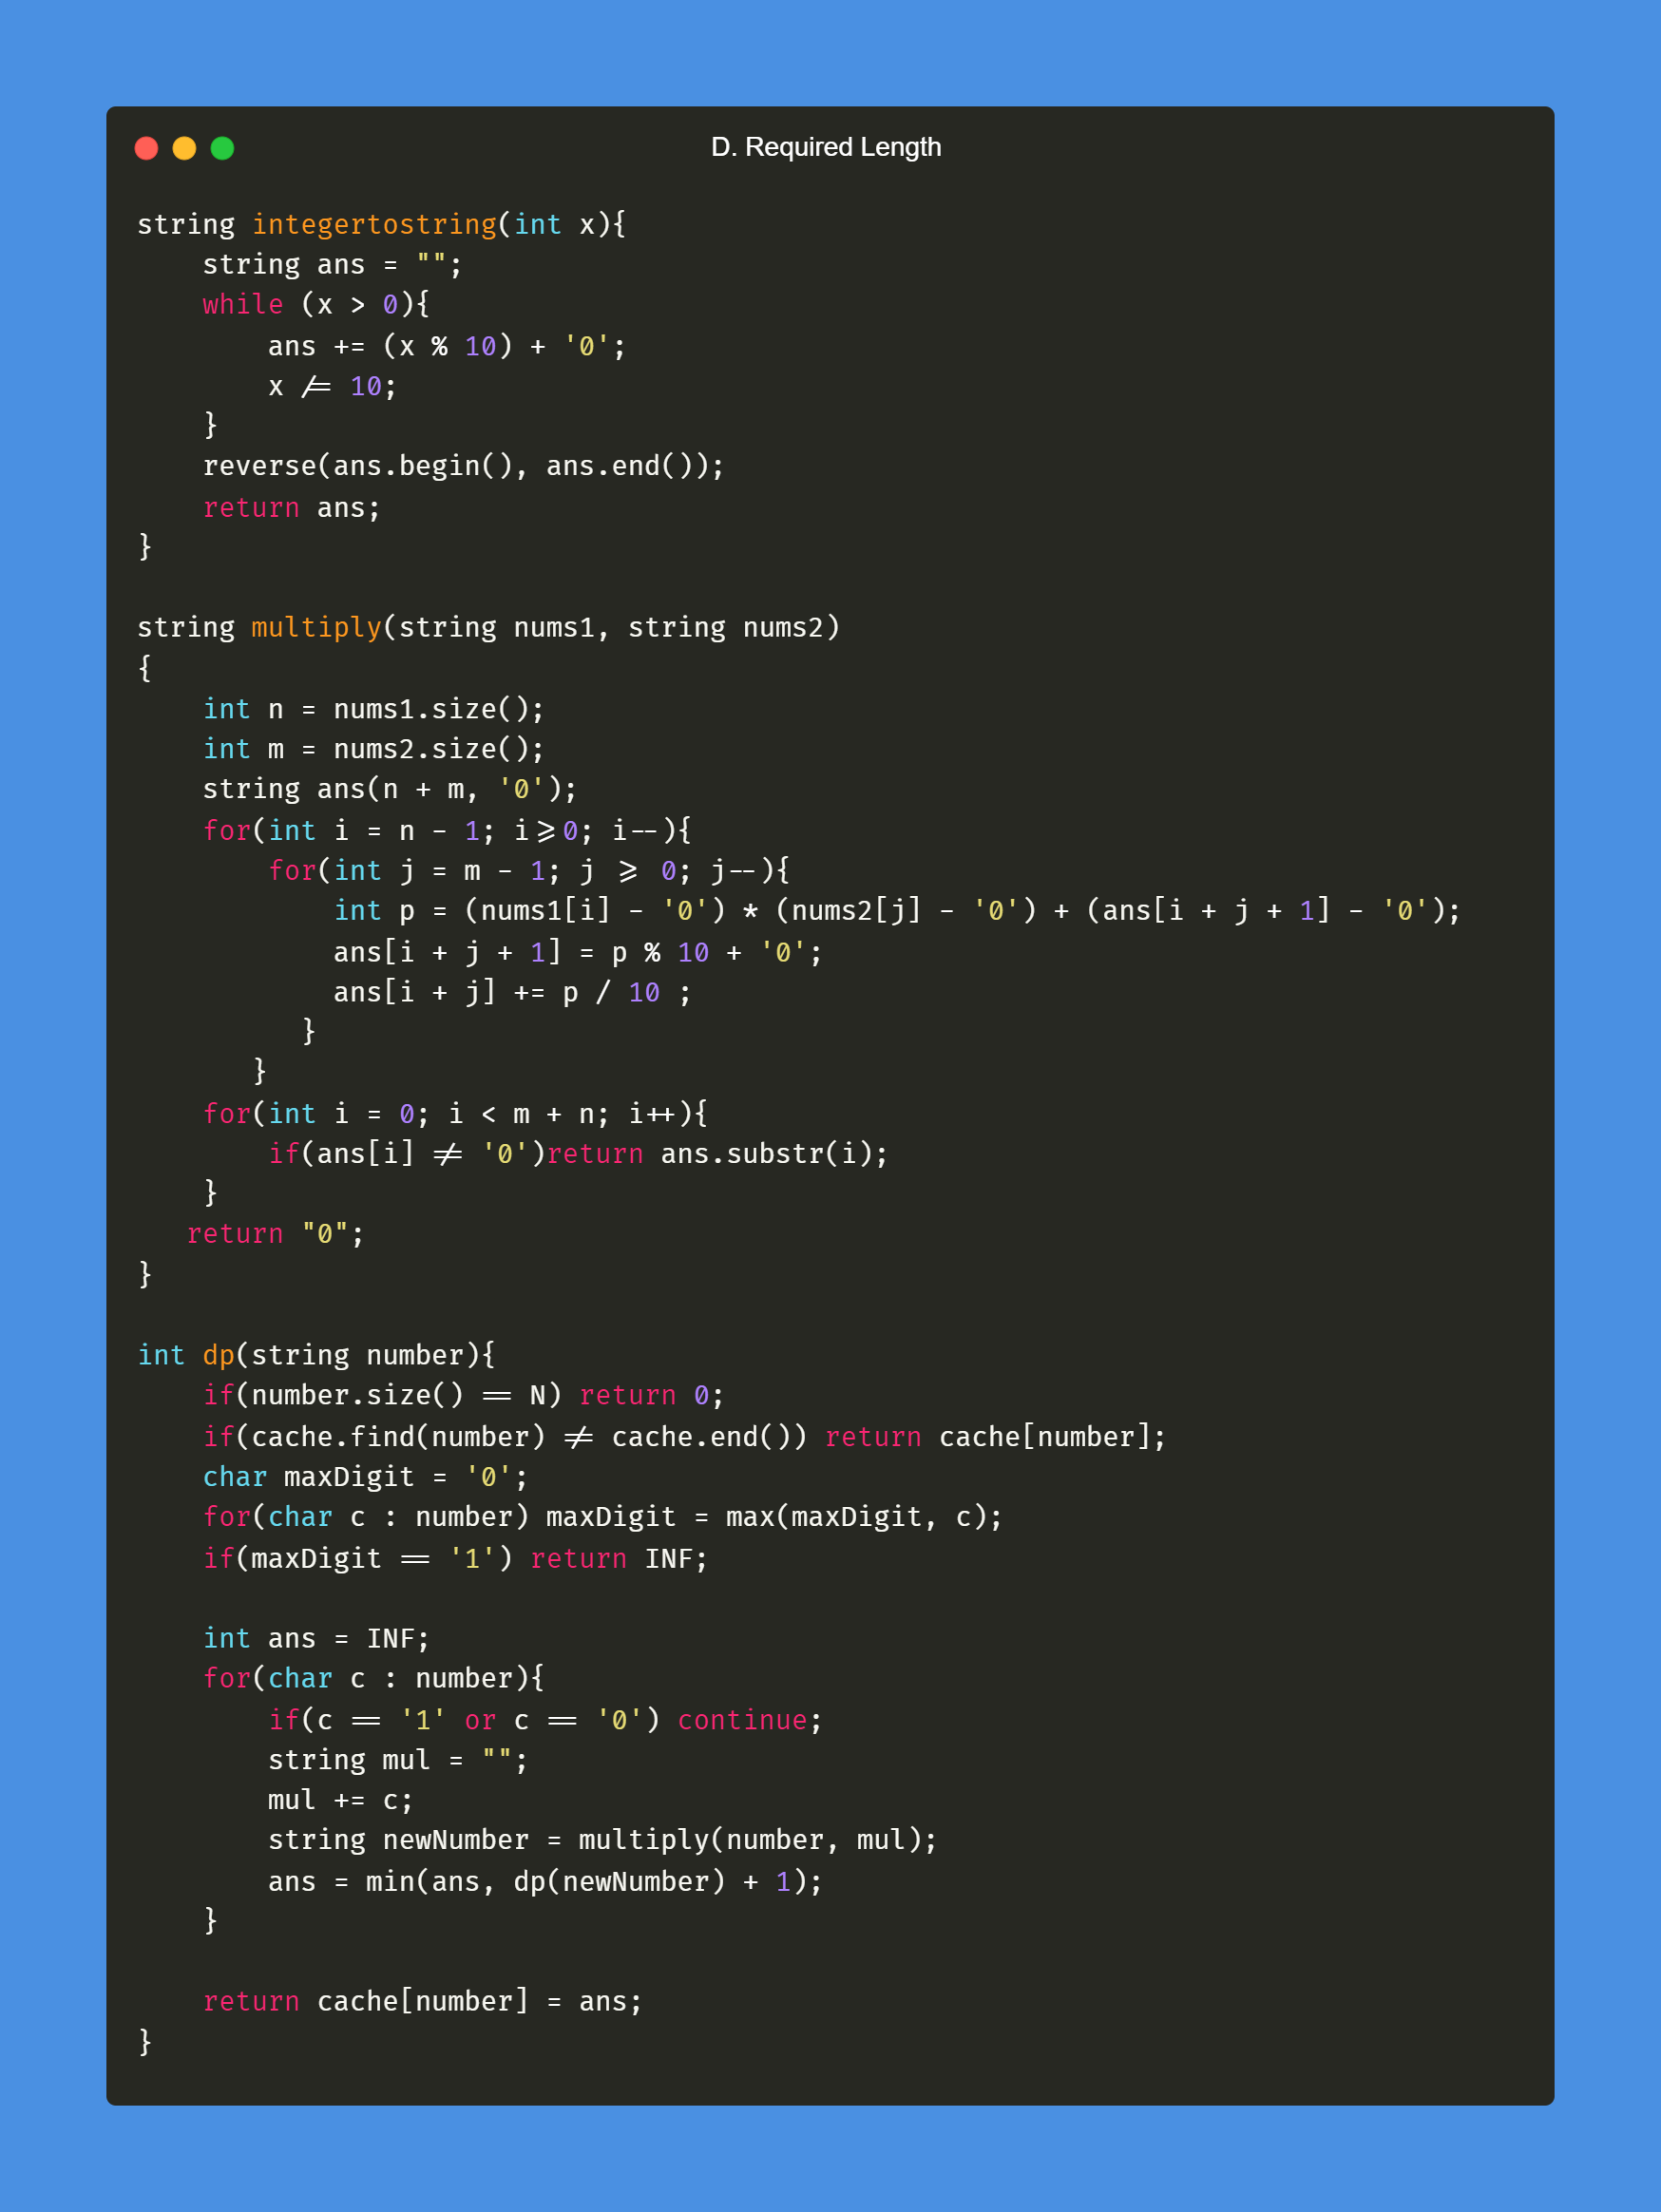 D. Required Length
string integertostring(int x){
    string ans = "";
    while (x > 0){
        ans += (x % 10) + '0';
        x /= 10;
    }
    reverse(ans.begin(), ans.end());
    return ans;
}

string multiply(string nums1, string nums2)
{
    int n = nums1.size();
    int m = nums2.size();
    string ans(n + m, '0');
    for(int i = n - 1; i>=0; i--){
        for(int j = m - 1; j >= 0; j--){
            int p = (nums1[i] - '0') * (nums2[j] - '0') + (ans[i + j + 1] - '0');
            ans[i + j + 1] = p % 10 + '0';
            ans[i + j] += p / 10 ;
          }
       }
    for(int i = 0; i < m + n; i++){
        if(ans[i] != '0')return ans.substr(i);
    }
   return "0";
}

int dp(string number){
    if(number.size() == N) return 0;
    if(cache.find(number) != cache.end()) return cache[number];
    char maxDigit = '0';
    for(char c : number) maxDigit = max(maxDigit, c);
    if(maxDigit == '1') return INF;

    int ans = INF;
    for(char c : number){
        if(c == '1' or c == '0') continue;
        string mul = "";
        mul += c;
        string newNumber = multiply(number, mul);
        ans = min(ans, dp(newNumber) + 1);
    }

    return cache[number] = ans;
}